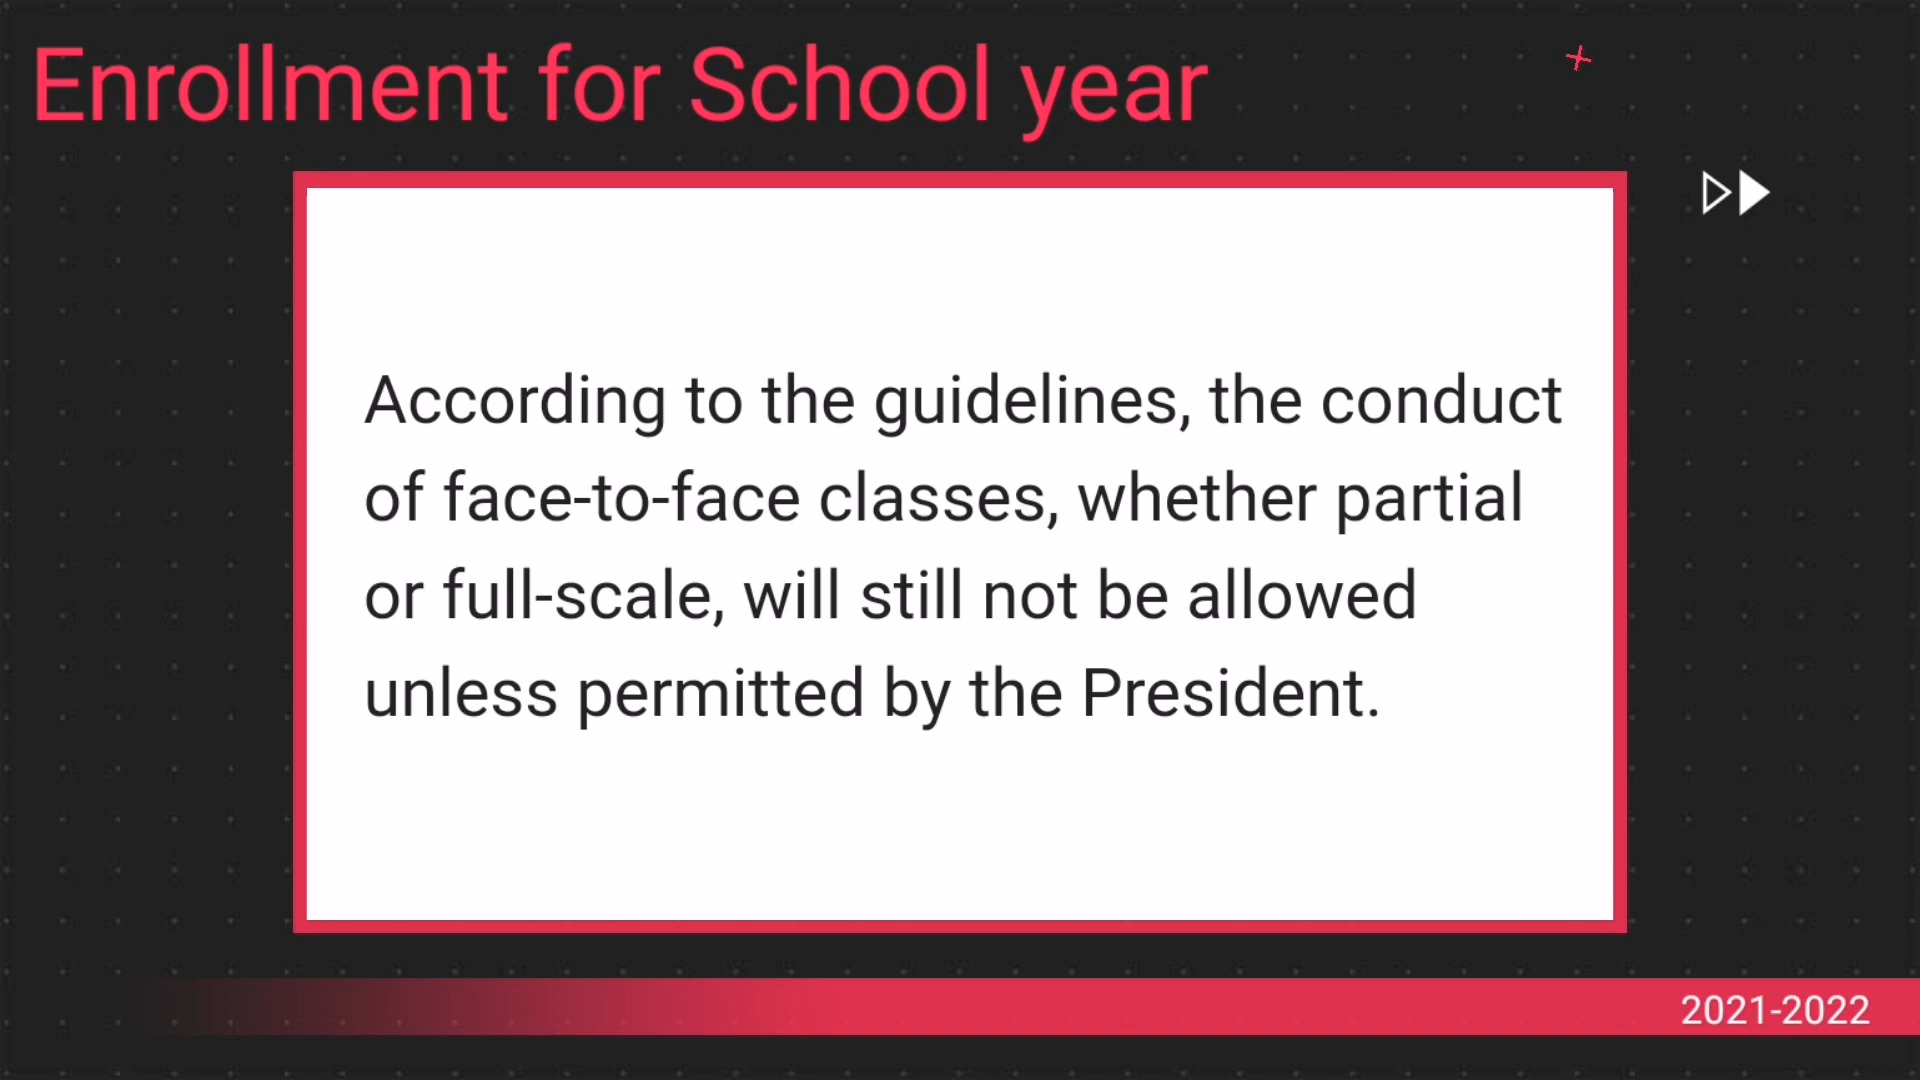 Enrollment for School year
According to the guidelines, the conduct
of face-to-face classes, whether partial
or full-scale, will still not be allowed
unless permitted by the President.
2021-2022